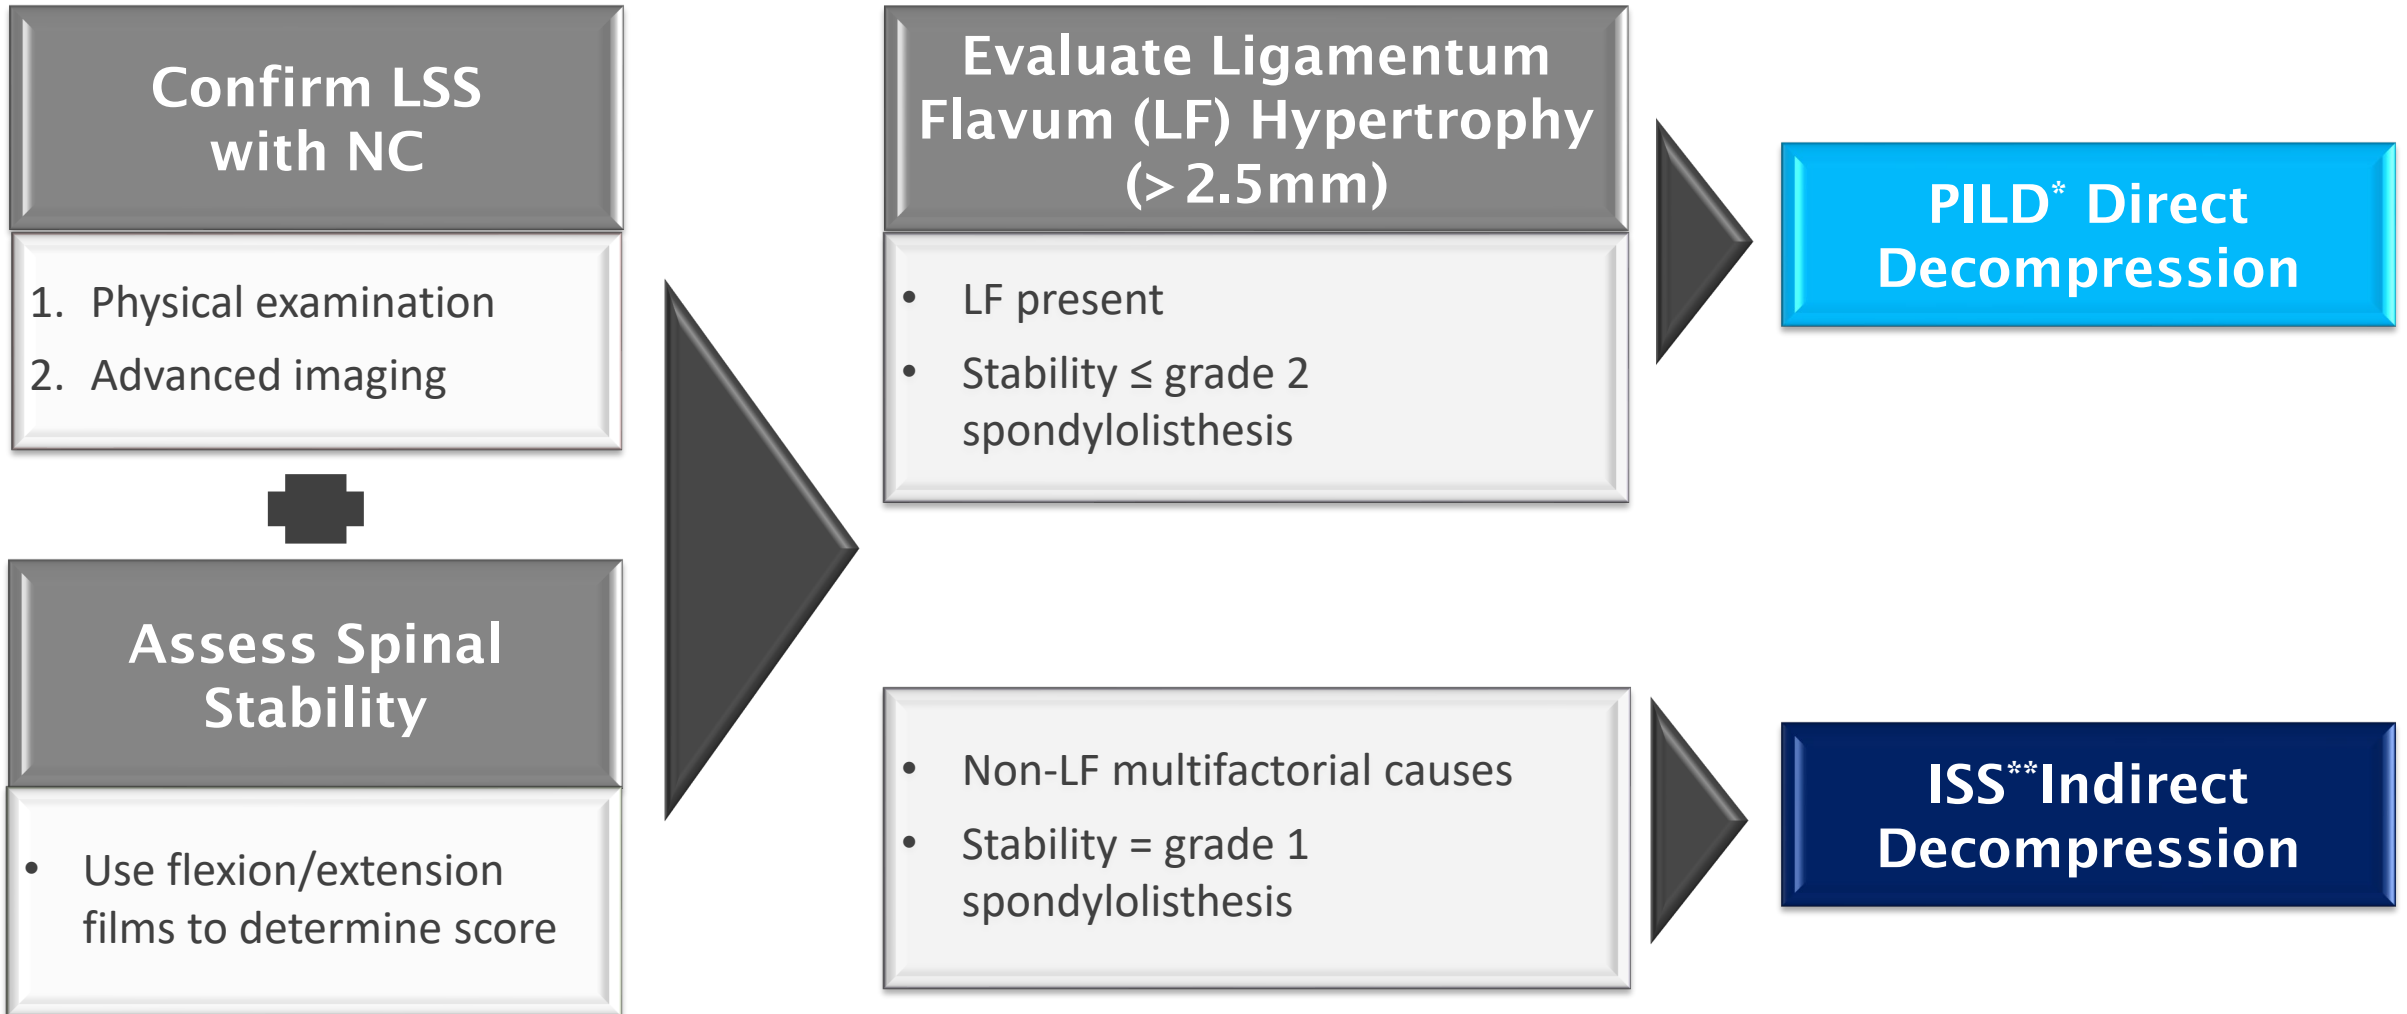 Confirm LSS
with NC
1. Physical examination
2. Advanced imaging
Assess Spinal
Stability
• Use flexion/extension
films to determine score
Evaluate Ligamentum
Flavum (LF) Hypertrophy
(>2.5mm)
• LF present
• Stability ≤ grade 2
spondylolisthesis
PILD* Direct
Decompression
• Non-LF multifactorial causes
• Stability = grade 1
spondylolisthesis
ISS**Indirect
Decompression